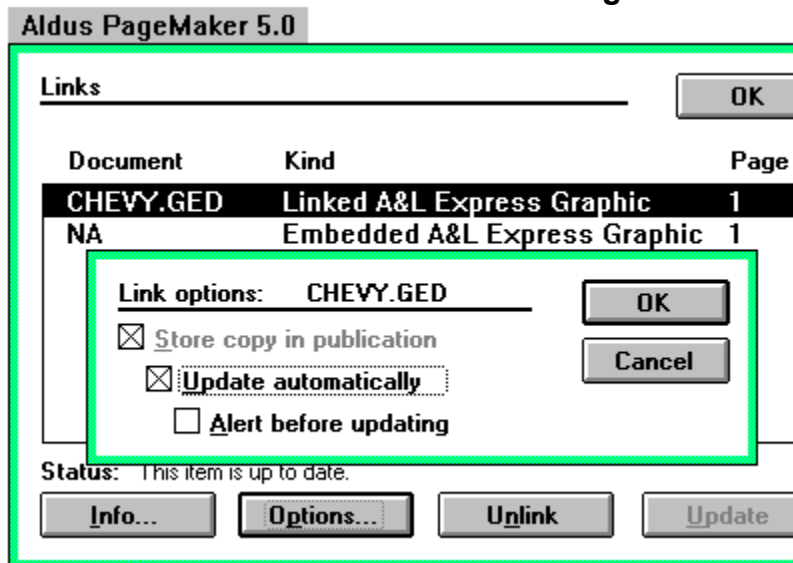 Aldus PageMaker 5.0
Links OK
Document Kind Page
CHEVY.GED Linked A&L Express Graphic 1
NA Embedded A&L Express Graphic 1
Link options: CHEVY.GED OK
Store copy in publication
Cancel
Update automatically
Alert before updating
Status: This item is up to date.
Info... Options... Unlink Update